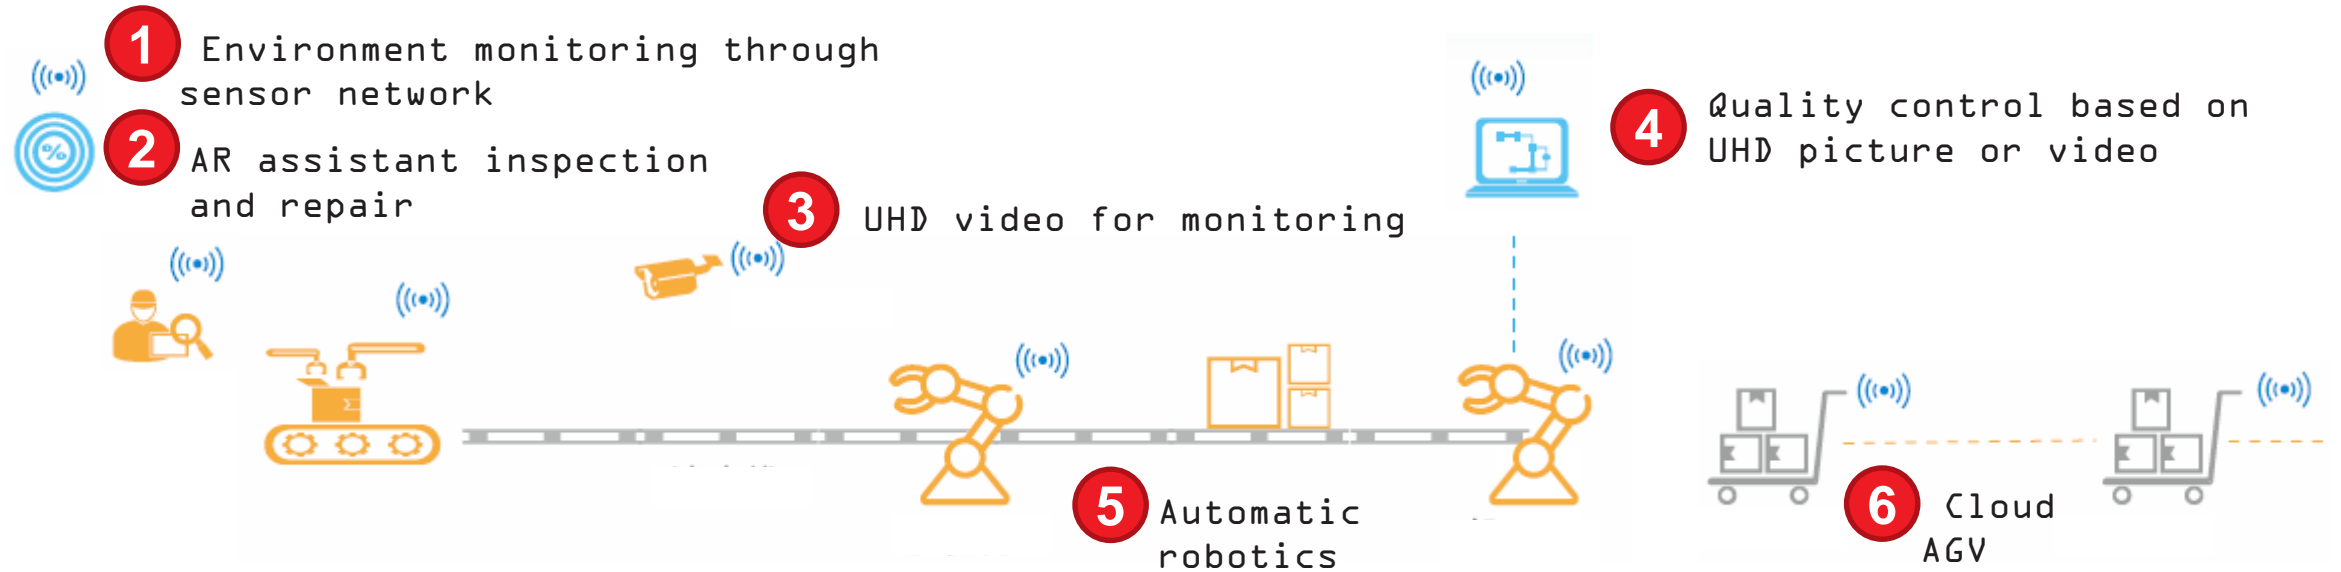 1 Environment monitoring through
sensor network
2 AR assistant inspection
and repair
%
3 UHD video for monitoring
4 Quality control based on
UHD picture or video
5 Automatic
robotics
6 Cloud
AGV